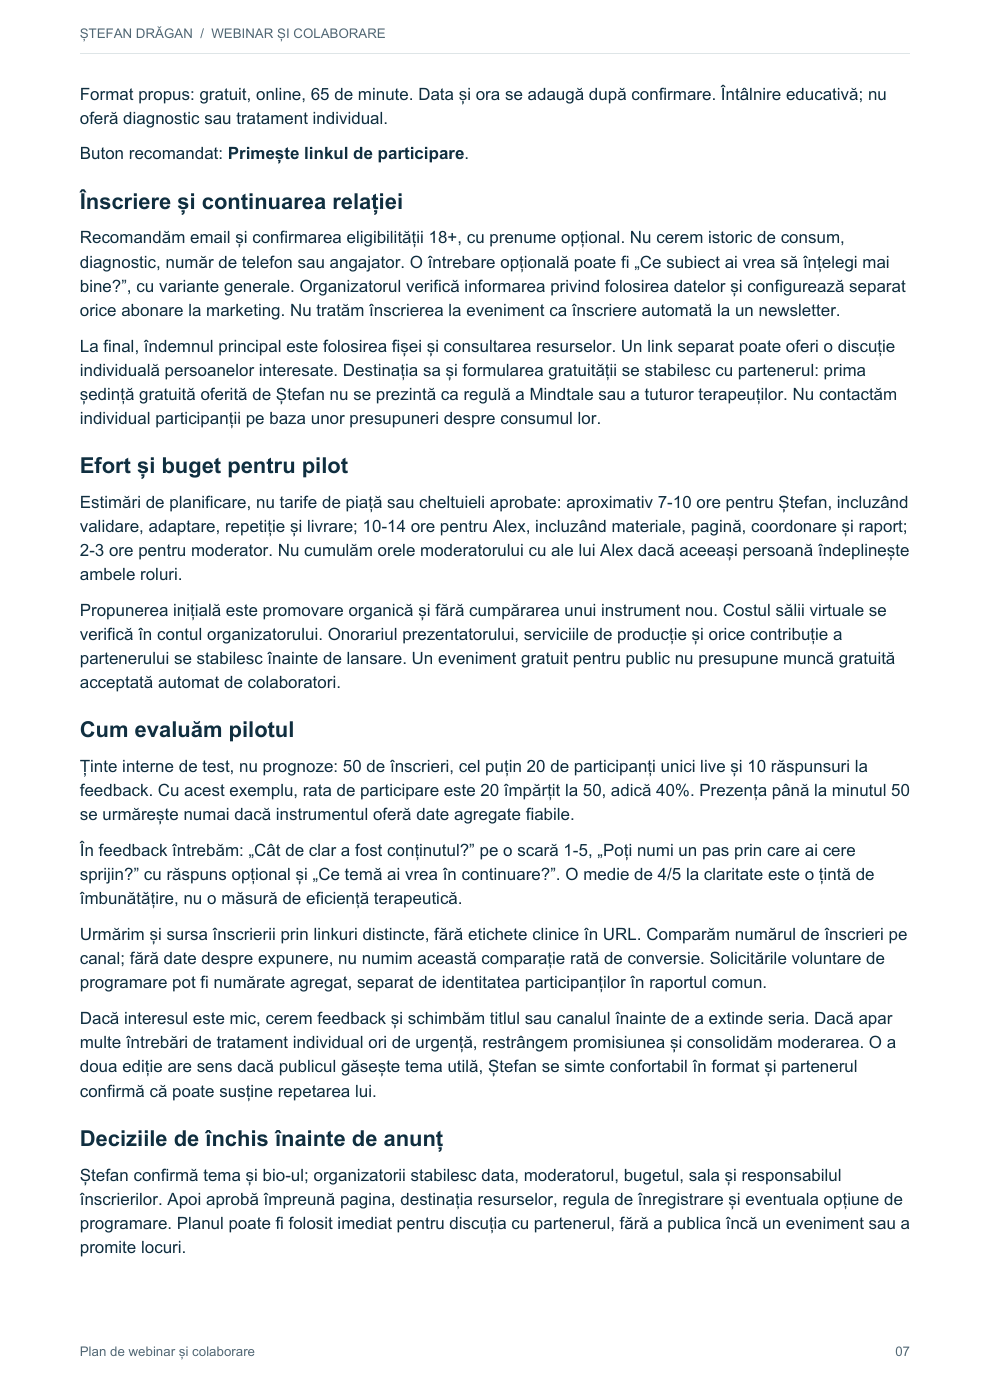 ȘTEFAN DRĂGAN / WEBINAR ȘI COLABORARE
Format propus: gratuit, online, 65 de minute. Data și ora se adaugă după confirmare. Întâlnire educativă; nu
oferă diagnostic sau tratament individual.
Buton recomandat: Primește linkul de participare.
Înscriere și continuarea relației
Recomandăm email și confirmarea eligibilității 18+, cu prenume opțional. Nu cerem istoric de consum,
diagnostic, număr de telefon sau angajator. O întrebare opțională poate fi „Ce subiect ai vrea să înțelegi mai
bine?”, cu variante generale. Organizatorul verifică informarea privind folosirea datelor și configurează separat
orice abonare la marketing. Nu tratăm înscrierea la eveniment ca înscriere automată la un newsletter.
La final, îndemnul principal este folosirea fișei și consultarea resurselor. Un link separat poate oferi o discuție
individuală persoanelor interesate. Destinația sa și formularea gratuității se stabilesc cu partenerul: prima
ședință gratuită oferită de Ștefan nu se prezintă ca regulă a Mindtale sau a tuturor terapeuților. Nu contactăm
individual participanții pe baza unor presupuneri despre consumul lor.
Efort și buget pentru pilot
Estimări de planificare, nu tarife de piață sau cheltuieli aprobate: aproximativ 7-10 ore pentru Ștefan, incluzând
validare, adaptare, repetiție și livrare; 10-14 ore pentru Alex, incluzând materiale, pagină, coordonare și raport;
2-3 ore pentru moderator. Nu cumulăm orele moderatorului cu ale lui Alex dacă aceeași persoană îndeplinește
ambele roluri.
Propunerea inițială este promovare organică și fără cumpărarea unui instrument nou. Costul sălii virtuale se
verifică în contul organizatorului. Onorariul prezentatorului, serviciile de producție și orice contribuție a
partenerului se stabilesc înainte de lansare. Un eveniment gratuit pentru public nu presupune muncă gratuită
acceptată automat de colaboratori.
Cum evaluăm pilotul
Ținte interne de test, nu prognoze: 50 de înscrieri, cel puțin 20 de participanți unici live și 10 răspunsuri la
feedback. Cu acest exemplu, rata de participare este 20 împărțit la 50, adică 40%. Prezența până la minutul 50
se urmărește numai dacă instrumentul oferă date agregate fiabile.
În feedback întrebăm: „Cât de clar a fost conținutul?” pe o scară 1-5, „Poți numi un pas prin care ai cere
sprijin?” cu răspuns opțional și „Ce temă ai vrea în continuare?”. O medie de 4/5 la claritate este o țintă de
îmbunătățire, nu o măsură de eficiență terapeutică.
Urmărim și sursa înscrierii prin linkuri distincte, fără etichete clinice în URL. Comparăm numărul de înscrieri pe
canal; fără date despre expunere, nu numim această comparație rată de conversie. Solicitările voluntare de
programare pot fi numărate agregat, separat de identitatea participanților în raportul comun.
Dacă interesul este mic, cerem feedback și schimbăm titlul sau canalul înainte de a extinde seria. Dacă apar
multe întrebări de tratament individual ori de urgență, restrângem promisiunea și consolidăm moderarea. O a
doua ediție are sens dacă publicul găsește tema utilă, Ștefan se simte confortabil în format și partenerul
confirmă că poate susține repetarea lui.
Deciziile de închis înainte de anunț
Ștefan confirmă tema și bio-ul; organizatorii stabilesc data, moderatorul, bugetul, sala și responsabilul
înscrierilor. Apoi aprobă împreună pagina, destinația resurselor, regula de înregistrare și eventuala opțiune de
programare. Planul poate fi folosit imediat pentru discuția cu partenerul, fără a publica încă un eveniment sau a
promite locuri.
Plan de webinar și colaborare
07